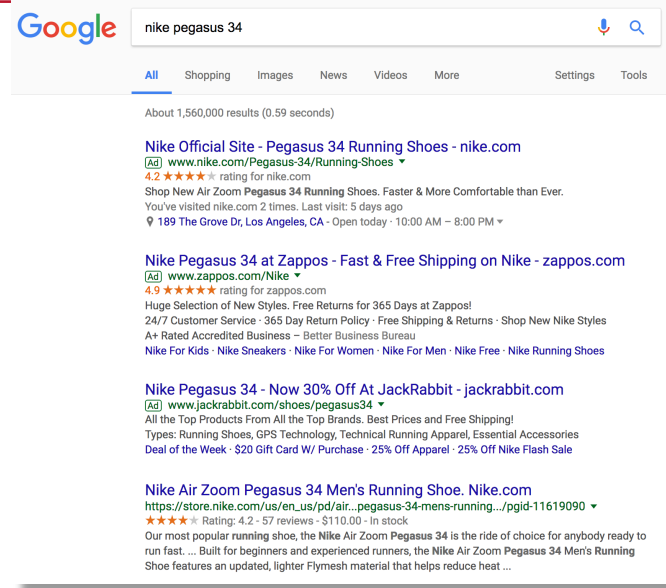 Google
nike pegasus 34
All Shopping Images News Videos More Settings Tools
About 1,560,000 results (0.59 seconds)
Nike Official Site - Pegasus 34 Running Shoes - nike.com
Ad www.nike.com/Pegasus-34/Running-Shoes
4.2 ★★★★★ rating for nike.com
Shop New Air Zoom Pegasus 34 Running Shoes. Faster & More Comfortable than Ever.
You've visited nike.com 2 times. Last visit: 5 days ago
189 The Grove Dr, Los Angeles, CA - Open today · 10:00 AM – 8:00 PM
Nike Pegasus 34 at Zappos - Fast & Free Shipping on Nike - zappos.com
Ad www.zappos.com/Nike
4.9 ★★★★★ rating for zappos.com
Huge Selection of New Styles. Free Returns for 365 Days at Zappos!
24/7 Customer Service · 365 Day Return Policy · Free Shipping & Returns · Shop New Nike Styles
A+ Rated Accredited Business – Better Business Bureau
Nike For Kids · Nike Sneakers · Nike For Women · Nike For Men · Nike Free · Nike Running Shoes
Nike Pegasus 34 - Now 30% Off At JackRabbit - jackrabbit.com
Ad www.jackrabbit.com/shoes/pegasus34
All the Top Products From All the Top Brands. Best Prices and Free Shipping!
Types: Running Shoes, GPS Technology, Technical Running Apparel, Essential Accessories
Deal of the Week · $20 Gift Card W/ Purchase · 25% Off Apparel · 25% Off Nike Flash Sale
Nike Air Zoom Pegasus 34 Men's Running Shoe. Nike.com
https://store.nike.com/us/en_us/pd/air...pegasus-34-mens-running.../pgid-11619090
★★★★★ Rating: 4.2 - 57 reviews - $110.00 - In stock
Our most popular running shoe, the Nike Air Zoom Pegasus 34 is the ride of choice for anybody ready to
run fast. ... Built for beginners and experienced runners, the Nike Air Zoom Pegasus 34 Men's Running
Shoe features an updated, lighter Flymesh material that helps reduce heat ...